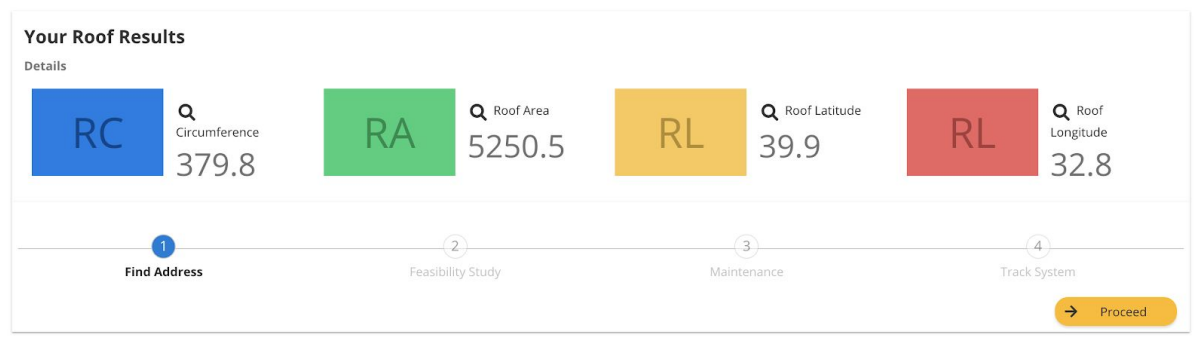 Your Roof Results
Details
RC
Circumference
379.8
RA
Roof Area
5250.5
RL
Roof Latitude
39.9
RL
Roof
Longitude
32.8
1
Find Address
2
Feasibility Study
3
Maintenance
4
Track System
Proceed